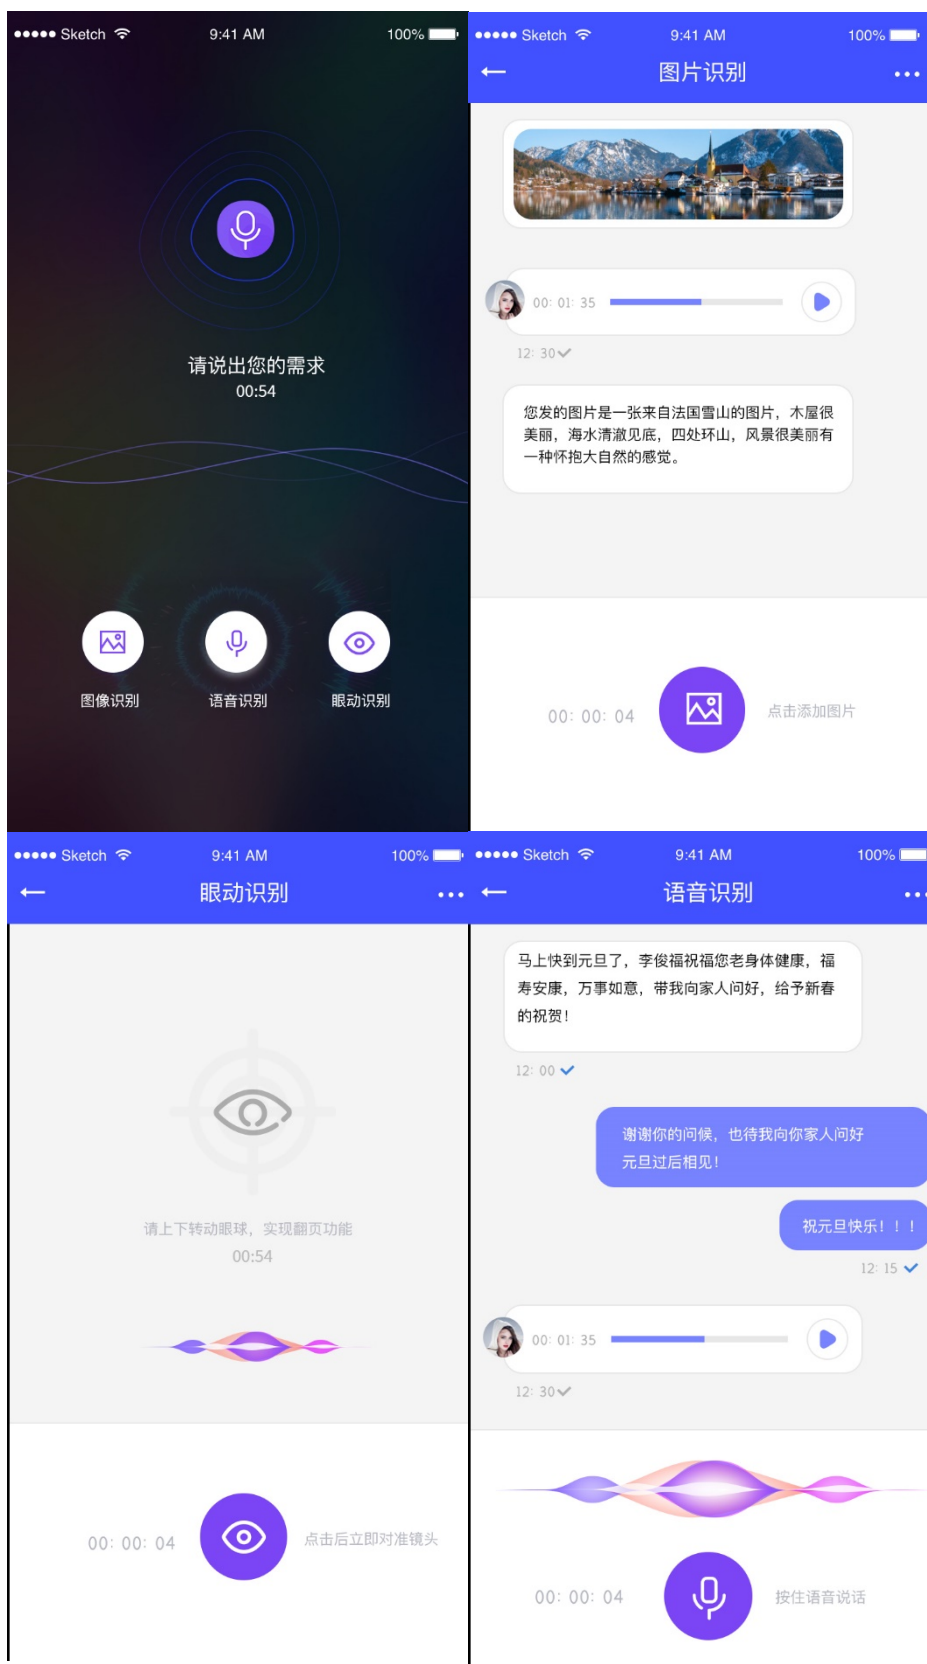 Sketch 9:41 AM 100%
请说出您的需求
00:54
图像识别 语音识别 眼动识别
Sketch 9:41 AM 100%
图片识别
00: 01: 35
12: 30
您发的图片是一张来自法国雪山的图片，木屋很
美丽，海水清澈见底，四处环山，风景很美丽有
一种怀抱大自然的感觉。
00: 00: 04 点击添加图片
Sketch 9:41 AM 100%
眼动识别
请上下转动眼球，实现翻页功能
00:54
00: 00: 04 点击后立即对准镜头
Sketch 9:41 AM 100%
语音识别
马上快到元旦了，李俊福祝福您老身体健康，福
寿安康，万事如意，带我向家人问好，给予新春
的祝贺！
12: 00
谢谢你的问候，也待我向你家人问好
元旦过后相见！
祝元旦快乐！！！
12: 15
00: 01: 35
12: 30
00: 00: 04 按住语音说话